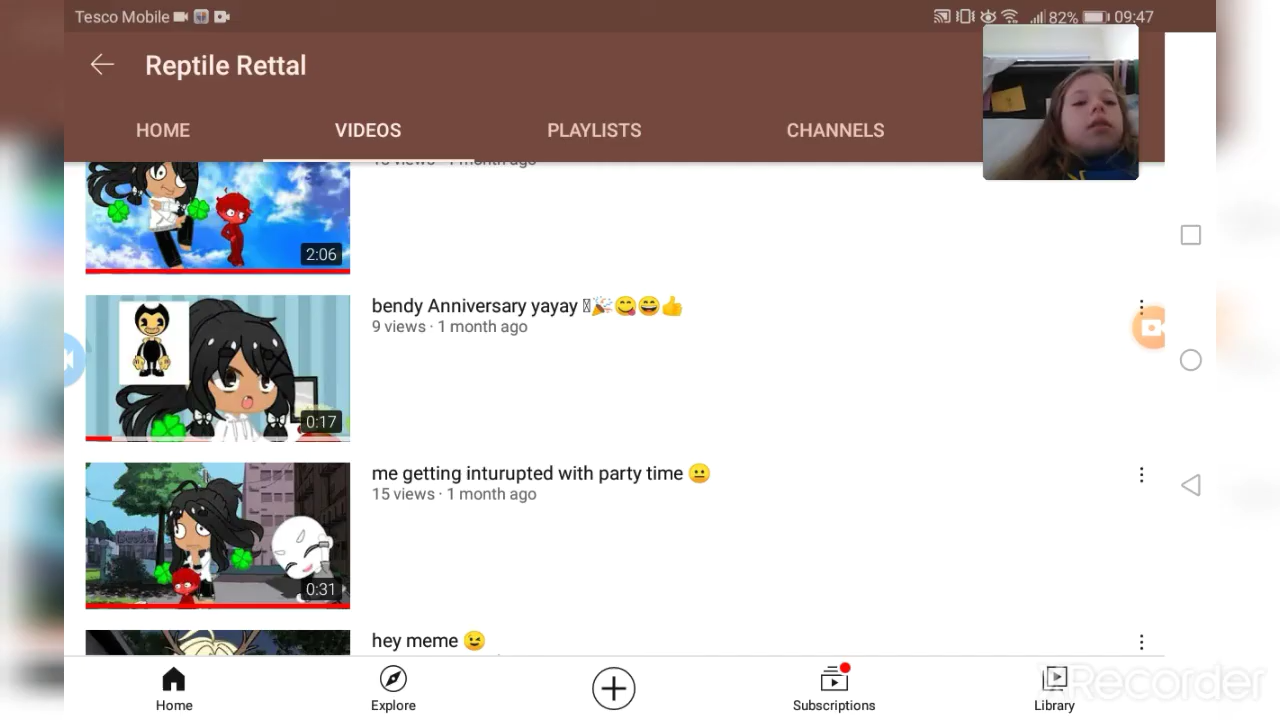 Tesco Mobile
82% 09:47
Reptile Rettal
HOME VIDEOS PLAYLISTS CHANNELS
2:06
bendy Anniversary yayay 🎉😋😄👍
9 views · 1 month ago
0:17
me getting inturupted with party time 😐
15 views · 1 month ago
0:31
hey meme 😉
Home Explore Subscriptions Library
Recorder